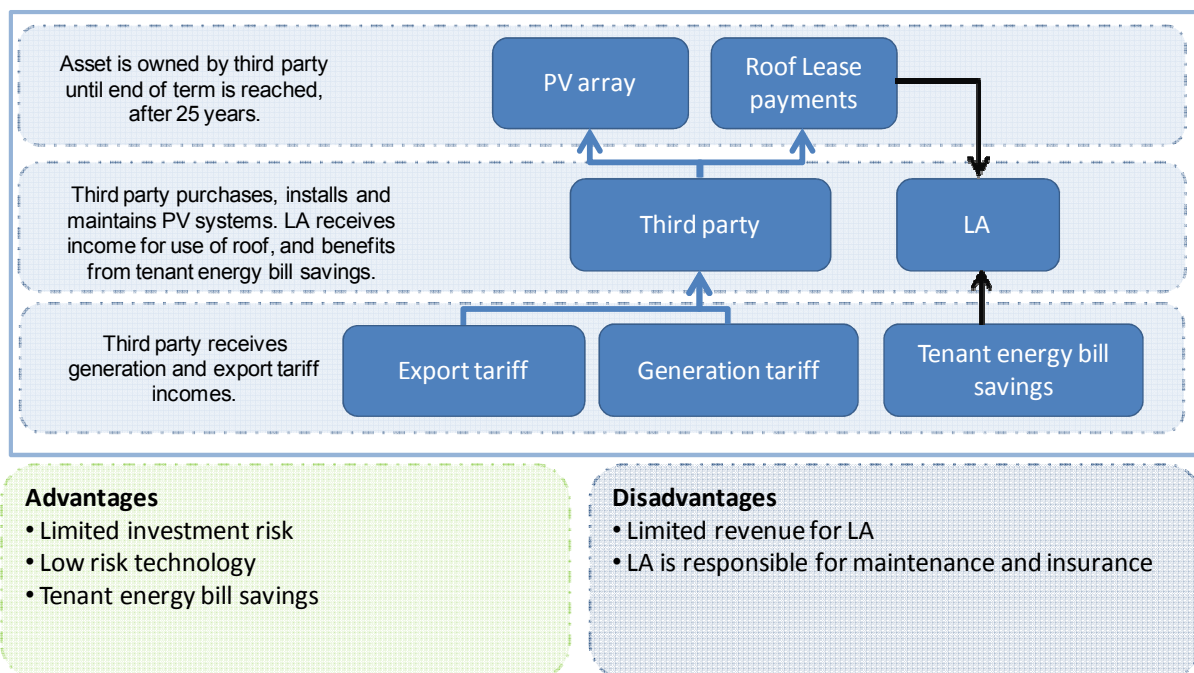 Asset is owned by third party
until end of term is reached,
after 25 years.
PV array
Roof Lease
payments
Third party purchases, installs and
maintains PV systems. LA receives
income for use of roof, and benefits
from tenant energy bill savings.
Third party
LA
Third party receives
generation and export tariff
incomes.
Export tariff
Generation tariff
Tenant energy bill
savings
Advantages
• Limited investment risk
• Low risk technology
• Tenant energy bill savings
Disadvantages
• Limited revenue for LA
• LA is responsible for maintenance and insurance